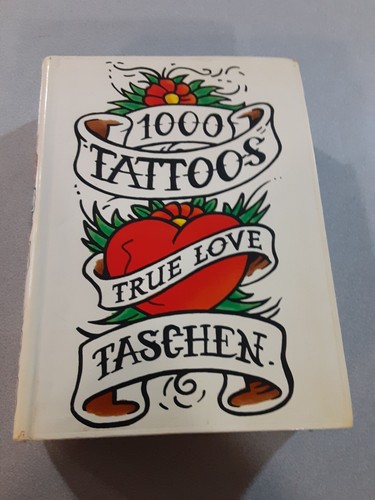 1000
TATTOOS
TRUE LOVE
TASCHEN.